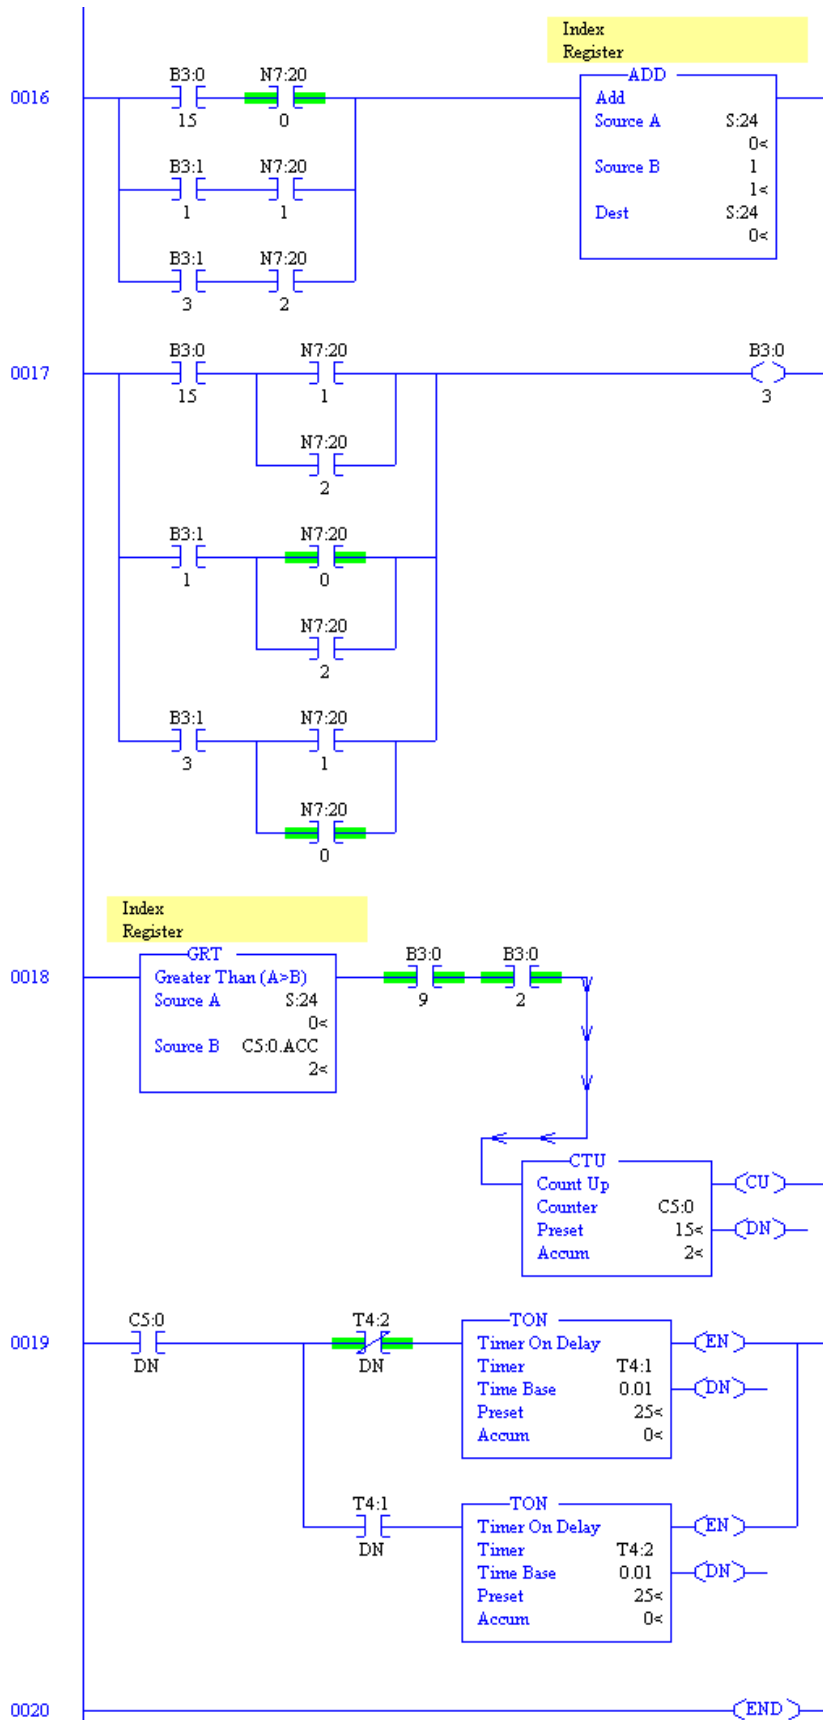 Index
Register
0016
B3:0 N7:20
15 0
B3:1 N7:20
1 1
B3:1 N7:20
3 2
ADD
Add
Source A S:24
0<
Source B 1
1<
Dest S:24
0<
0017
B3:0 N7:20 B3:0
15 1 3
N7:20
2
B3:1 N7:20
1 0
N7:20
2
B3:1 N7:20
3 1
N7:20
0
Index
Register
0018
GRT
Greater Than (A>B)
Source A S:24
0<
Source B C5:0.ACC
2<
B3:0 B3:0
9 2
CTU
Count Up
Counter C5:0
Preset 15<
Accum 2<
CU
DN
0019
C5:0 T4:2
DN DN
TON
Timer On Delay
Timer T4:1
Time Base 0.01
Preset 25<
Accum 0<
EN
DN
T4:1
DN
TON
Timer On Delay
Timer T4:2
Time Base 0.01
Preset 25<
Accum 0<
EN
DN
0020 END